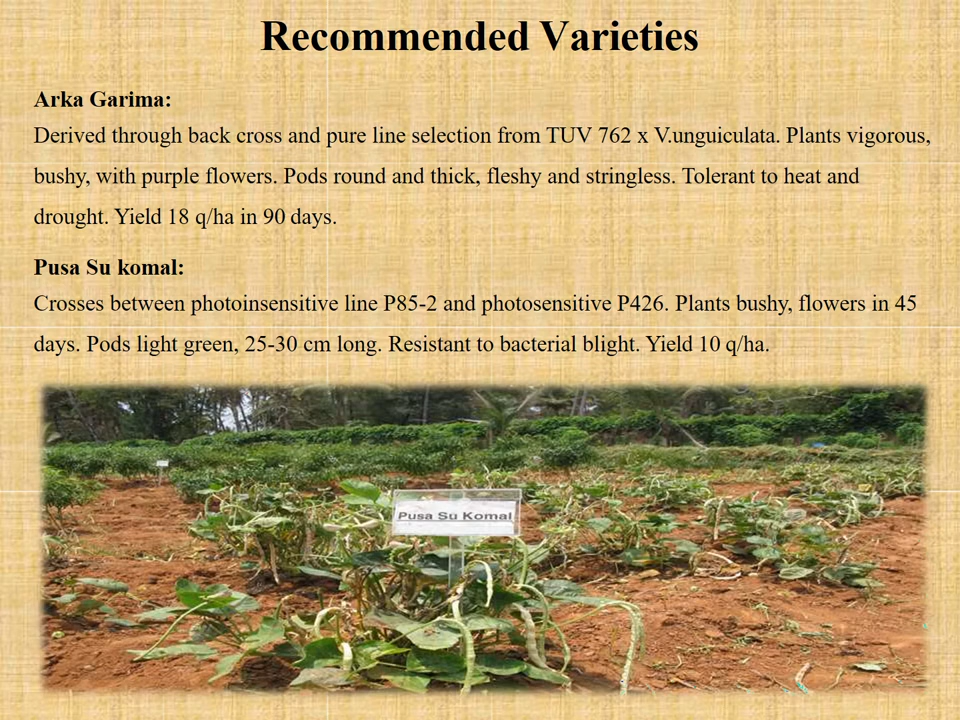 Recommended Varieties
Arka Garima:
Derived through back cross and pure line selection from TUV 762 x V.unguiculata. Plants vigorous,
bushy, with purple flowers. Pods round and thick, fleshy and stringless. Tolerant to heat and
drought. Yield 18 q/ha in 90 days.
Pusa Su komal:
Crosses between photoinsensitive line P85-2 and photosensitive P426. Plants bushy, flowers in 45
days. Pods light green, 25-30 cm long. Resistant to bacterial blight. Yield 10 q/ha.
Pusa Su Komal